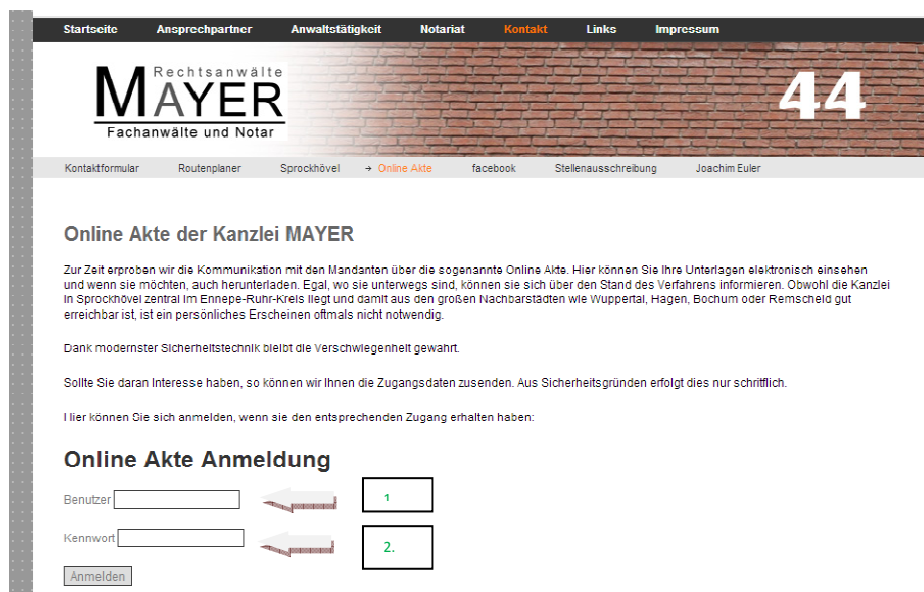 Startseite Ansprechpartner Anwaltstätigkeit Notariat Kontakt Links Impressum
Rechtsanwälte
MAYER
Fachanwälte und Notar
44
Kontaktformular Routenplaner Sprockhövel → Online Akte facebook Stellenausschreibung Joachim Euler
Online Akte der Kanzlei MAYER
Zur Zeit erproben wir die Kommunikation mit den Mandanten über die sogenannte Online Akte. Hier können Sie Ihre Unterlagen elektronisch einsehen
und wenn sie möchten, auch herunterladen. Egal, wo sie unterwegs sind, können sie sich über den Stand des Verfahrens informieren. Obwohl die Kanzlei
in Sprockhövel zentral im Ennepe-Ruhr-Kreis liegt und damit aus den großen Nachbarstädten wie Wuppertal, Hagen, Bochum oder Remscheid gut
erreichbar ist, ist ein persönliches Erscheinen oftmals nicht notwendig.
Dank modernster Sicherheitstechnik bleibt die Verschwiegenheit gewahrt.
Sollte Sie daran Interesse haben, so können wir Ihnen die Zugangsdaten zusenden. Aus Sicherheitsgründen erfolgt dies nur schriftlich.
Hier können Sie sich anmelden, wenn sie den entsprechenden Zugang erhalten haben:
Online Akte Anmeldung
Benutzer 1
Kennwort 2.
Anmelden